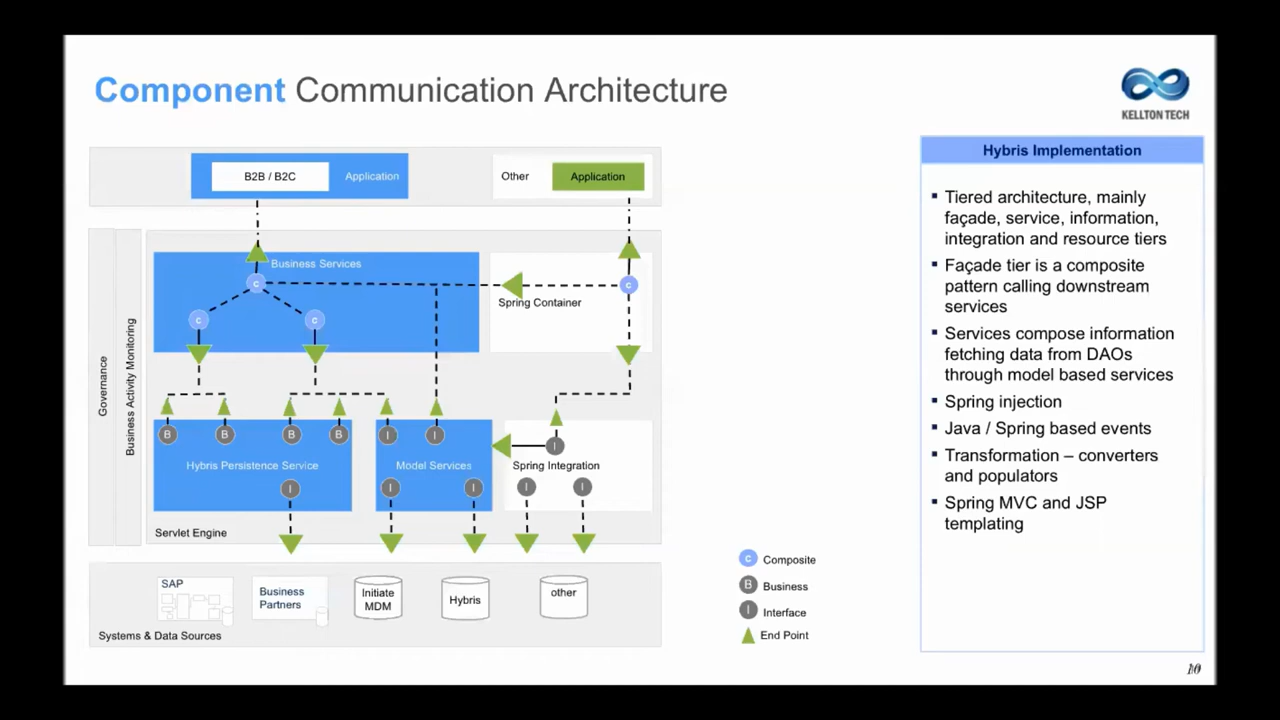 Component Communication Architecture
KELLTON TECH
B2B / B2C
Application
Other
Application
Governance
Business Activity Monitoring
Business Services
c
c
c
c
Spring Container
B
B
B
B
I
I
I
Hybris Persistence Service
Model Services
Spring Integration
I
I
I
I
I
Servlet Engine
SAP
Business
Partners
Initiate
MDM
Hybris
other
Systems & Data Sources
c Composite
B Business
I Interface
End Point
Hybris Implementation
▪ Tiered architecture, mainly
façade, service, information,
integration and resource tiers
▪ Façade tier is a composite
pattern calling downstream
services
▪ Services compose information
fetching data from DAOs
through model based services
▪ Spring injection
▪ Java / Spring based events
▪ Transformation – converters
and populators
▪ Spring MVC and JSP
templating